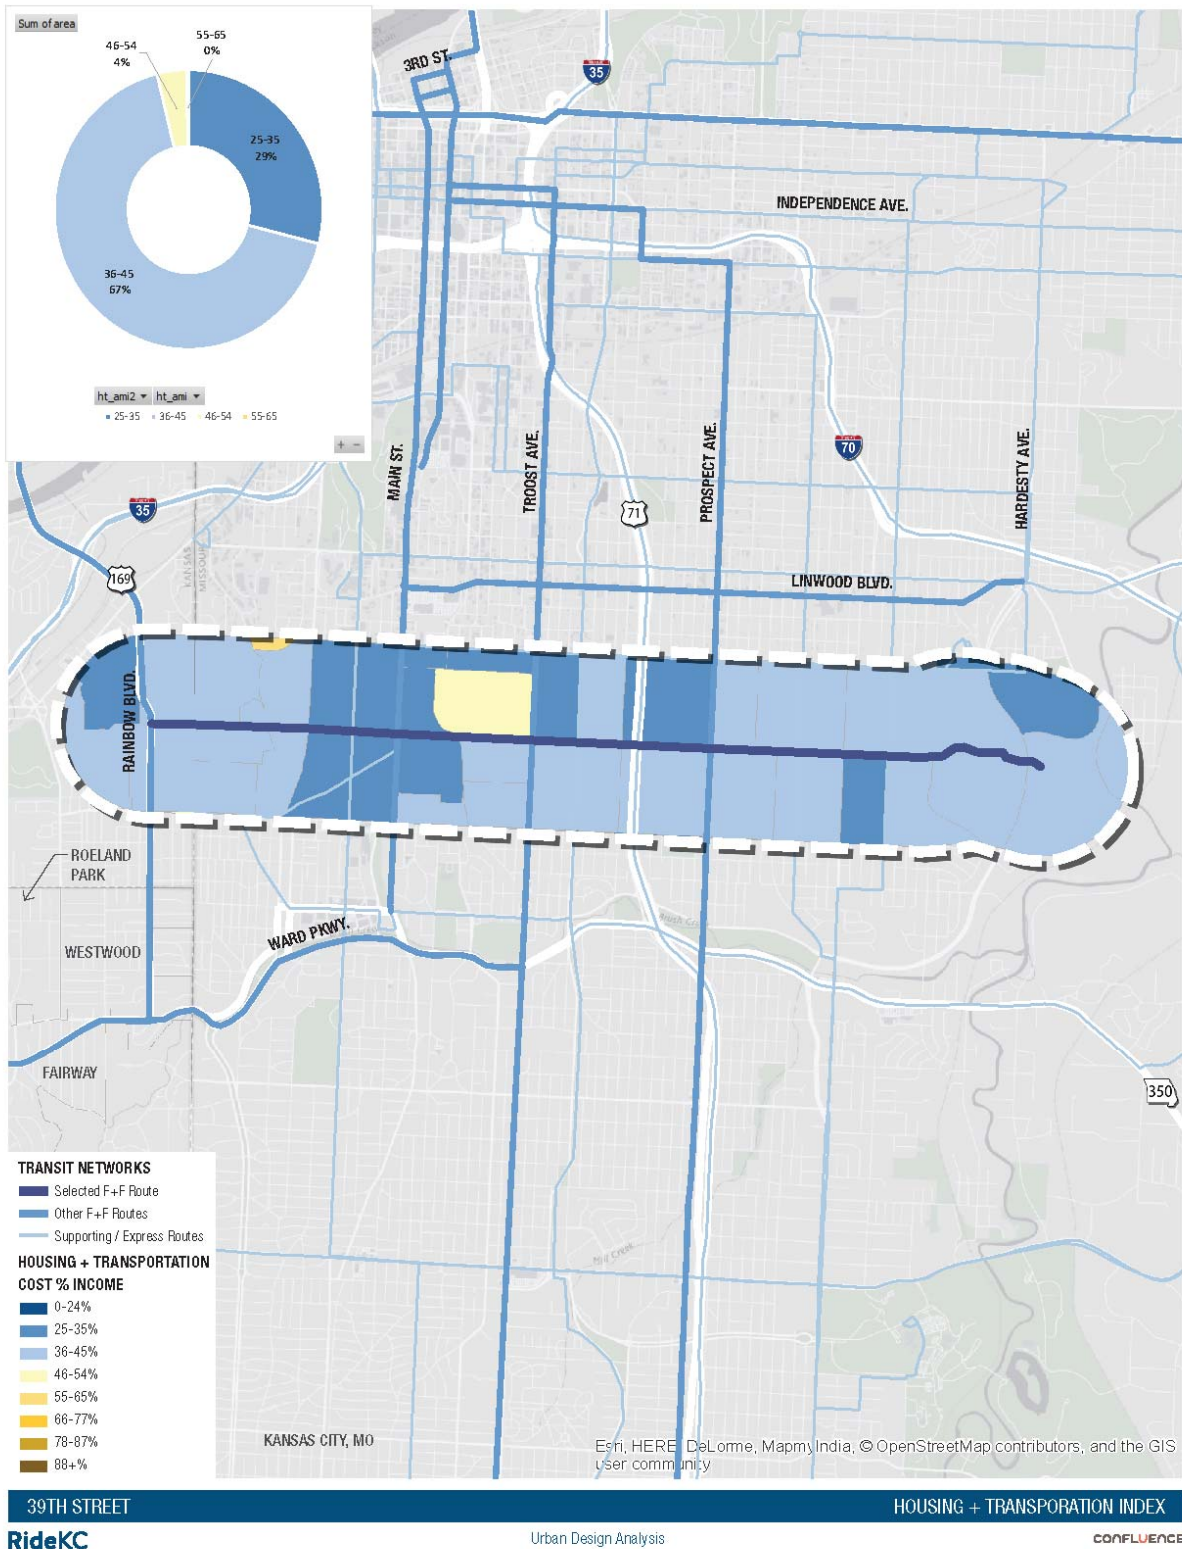 Sum of area
46-54
4%
55-65
0%
25-35
29%
36-45
67%
ht_ami2 ht_ami
25-35 36-45 46-54 55-65
+ -
3RD ST.
35
INDEPENDENCE AVE.
MAIN ST.
TROOST AVE.
PROSPECT AVE.
HARDESTY AVE.
70
35
71
KANSAS
MISSOURI
169
LINWOOD BLVD.
RAINBOW BLVD.
ROELAND
PARK
WESTWOOD
WARD PKWY.
FAIRWAY
350
TRANSIT NETWORKS
Selected F+F Route
Other F+F Routes
Supporting / Express Routes
HOUSING + TRANSPORTATION
COST % INCOME
0-24%
25-35%
36-45%
46-54%
55-65%
66-77%
78-87%
88+%
KANSAS CITY, MO
Esri, HERE, DeLorme, MapmyIndia, © OpenStreetMap contributors, and the GIS
user community
39TH STREET
HOUSING + TRANSPORATION INDEX
RideKC
Urban Design Analysis
CONFLUENCE